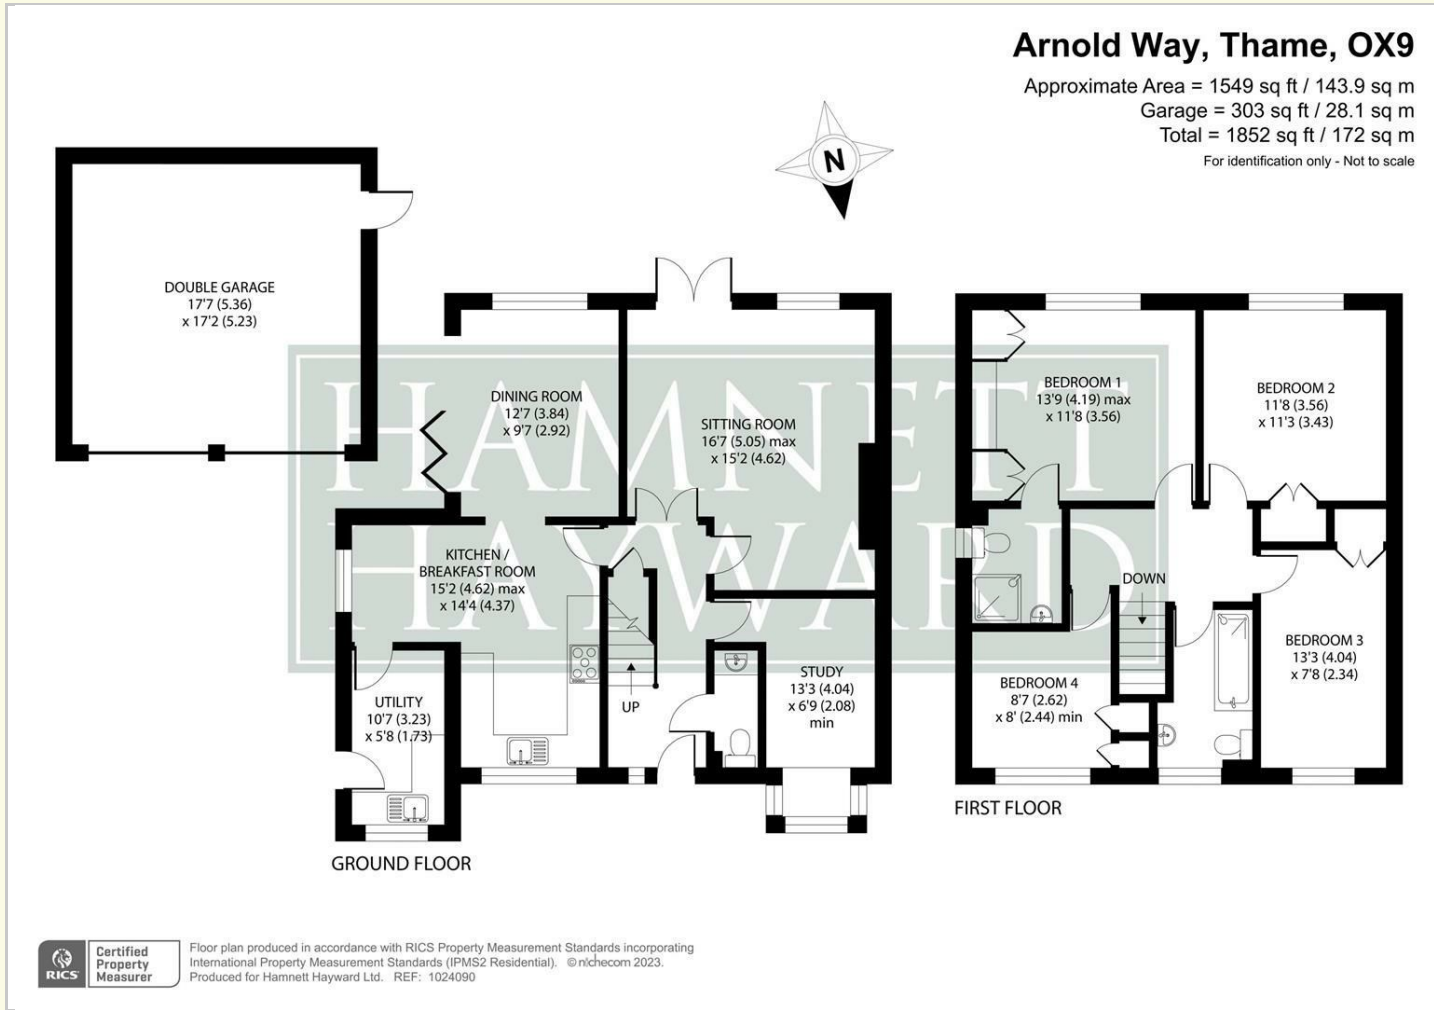 Arnold Way, Thame, OX9
Approximate Area = 1549 sq ft / 143.9 sq m
Garage = 303 sq ft / 28.1 sq m
Total = 1852 sq ft / 172 sq m
For identification only - Not to scale
N
DOUBLE GARAGE
17'7 (5.36)
x 17'2 (5.23)
HAMNETT
HAYWARD
DINING ROOM
12'7 (3.84)
x 9'7 (2.92)
SITTING ROOM
16'7 (5.05) max
x 15'2 (4.62)
KITCHEN /
BREAKFAST ROOM
15'2 (4.62) max
x 14'4 (4.37)
UTILITY
10'7 (3.23)
x 5'8 (1.73)
UP
STUDY
13'3 (4.04)
x 6'9 (2.08)
min
GROUND FLOOR
BEDROOM 1
13'9 (4.19) max
x 11'8 (3.56)
BEDROOM 2
11'8 (3.56)
x 11'3 (3.43)
DOWN
BEDROOM 3
13'3 (4.04)
x 7'8 (2.34)
BEDROOM 4
8'7 (2.62)
x 8' (2.44) min
FIRST FLOOR
RICS
Certified
Property
Measurer
Floor plan produced in accordance with RICS Property Measurement Standards incorporating
International Property Measurement Standards (IPMS2 Residential). © nichecom 2023.
Produced for Hamnett Hayward Ltd. REF: 1024090